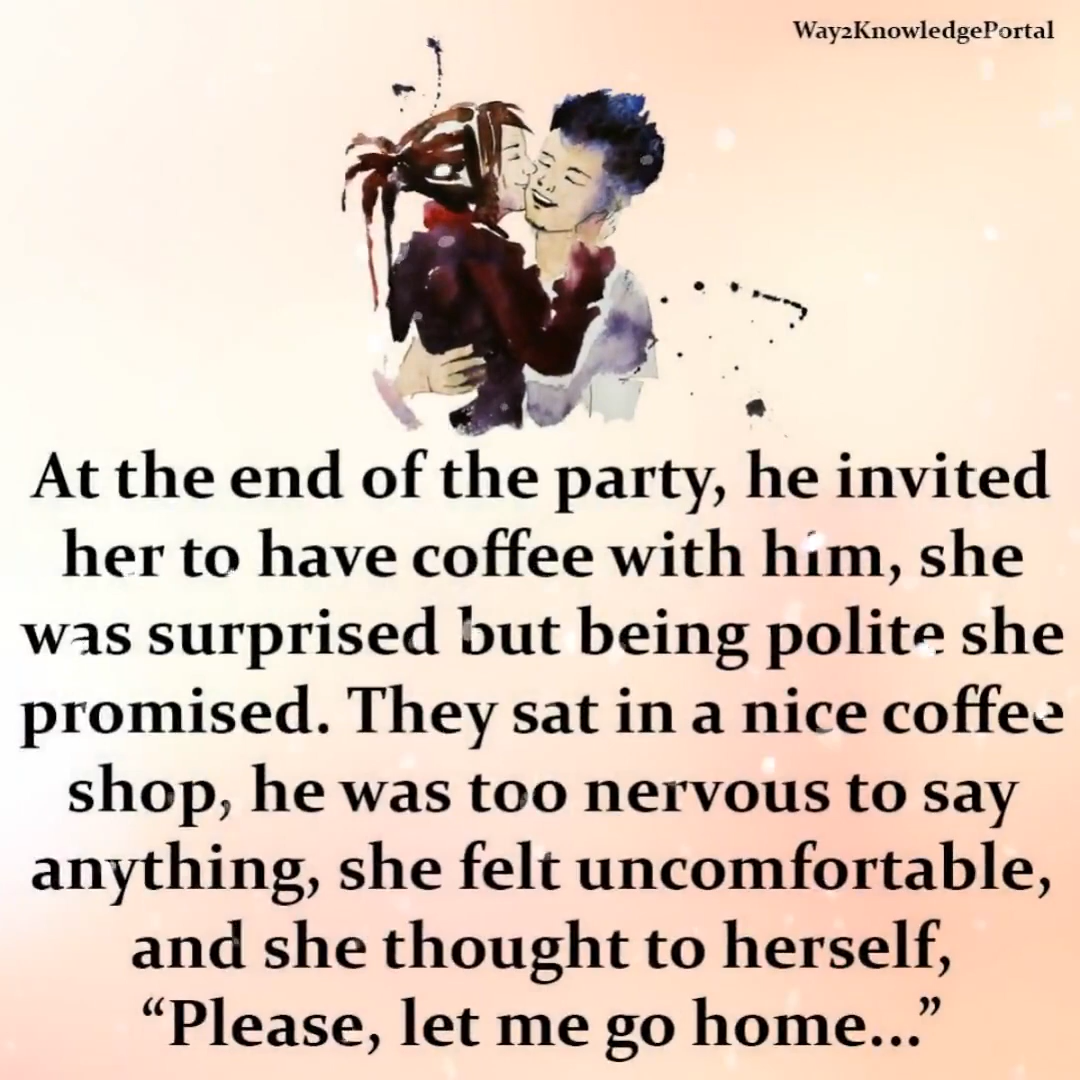 Way2KnowledgePortal
At the end of the party, he invited
her to have coffee with him, she
was surprised but being polite she
promised. They sat in a nice coffee
shop, he was too nervous to say
anything, she felt uncomfortable,
and she thought to herself,
“Please, let me go home...”